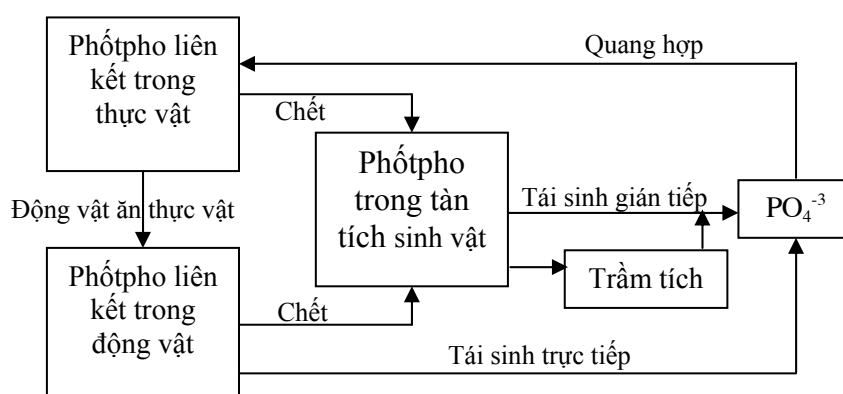 Phốtpho liên
kết trong
thực vật
Quang hợp
Chết
Phốtpho
trong tàn
tích sinh vật
Tái sinh gián tiếp
PO₄⁻³
Động vật ăn thực vật
Trầm tích
Phốtpho liên
kết trong
động vật
Chết
Tái sinh trực tiếp